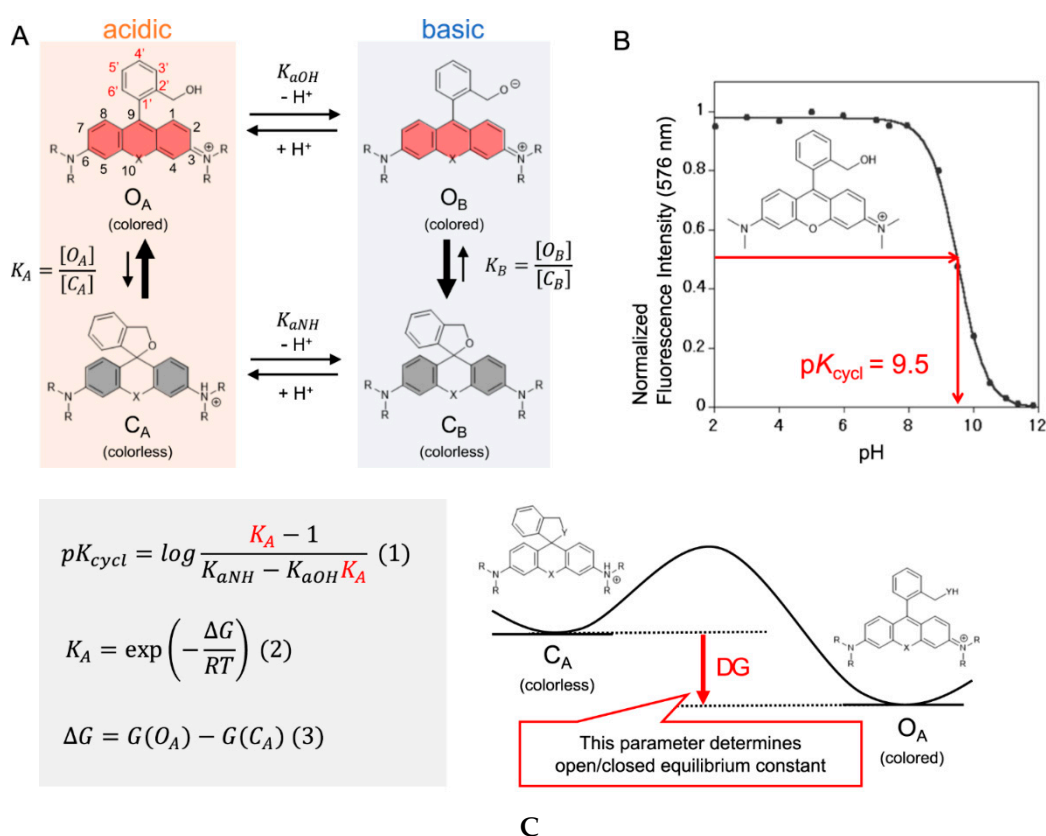 A
acidic
basic
4'
5'
3'
6'
2'
OH
1'
8
9
1
7
2
6
3
N
X
N
⊕
R
R
5
10
4
R
R
O_A
(colored)
K_aOH
- H⁺
+ H⁺
O⊖
N
X
N
⊕
R
R
R
R
O_B
(colored)
K_A = [O_A]/[C_A]
K_B = [O_B]/[C_B]
O
R
N
X
H
N
⊕
R
R
R
C_A
(colorless)
K_aNH
- H⁺
+ H⁺
O
R
N
X
N
R
R
R
C_B
(colorless)
B
Normalized
Fluorescence Intensity (576 nm)
1
0.8
0.6
0.4
0.2
0
OH
N
O
N
⊕
pK_cycl = 9.5
2
4
6
8
10
12
pH
pK_cycl = log (K_A − 1)/(K_aNH − K_aOH K_A) (1)
K_A = exp(−ΔG/RT) (2)
ΔG = G(O_A) − G(C_A) (3)
Y
R
N
X
H
N
⊕
R
R
R
C_A
(colorless)
DG
YH
R
N
X
N
⊕
R
R
R
O_A
(colored)
This parameter determines
open/closed equilibrium constant
C